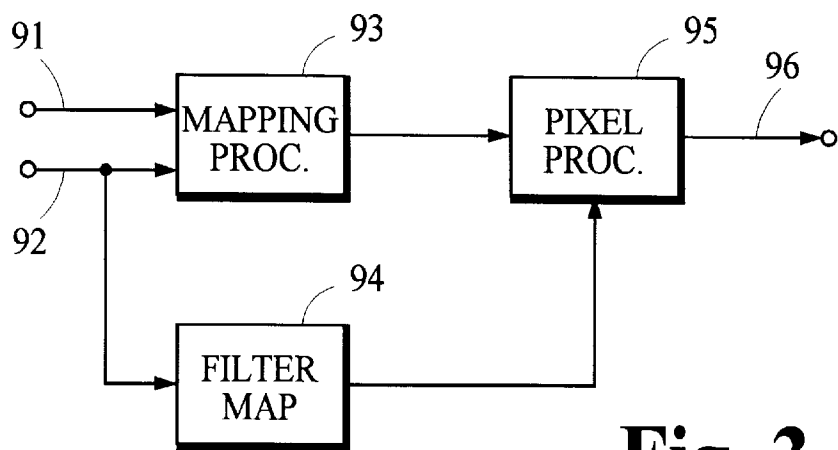 91
93
95
96
MAPPING
PROC.
PIXEL
PROC.
92
94
FILTER
MAP